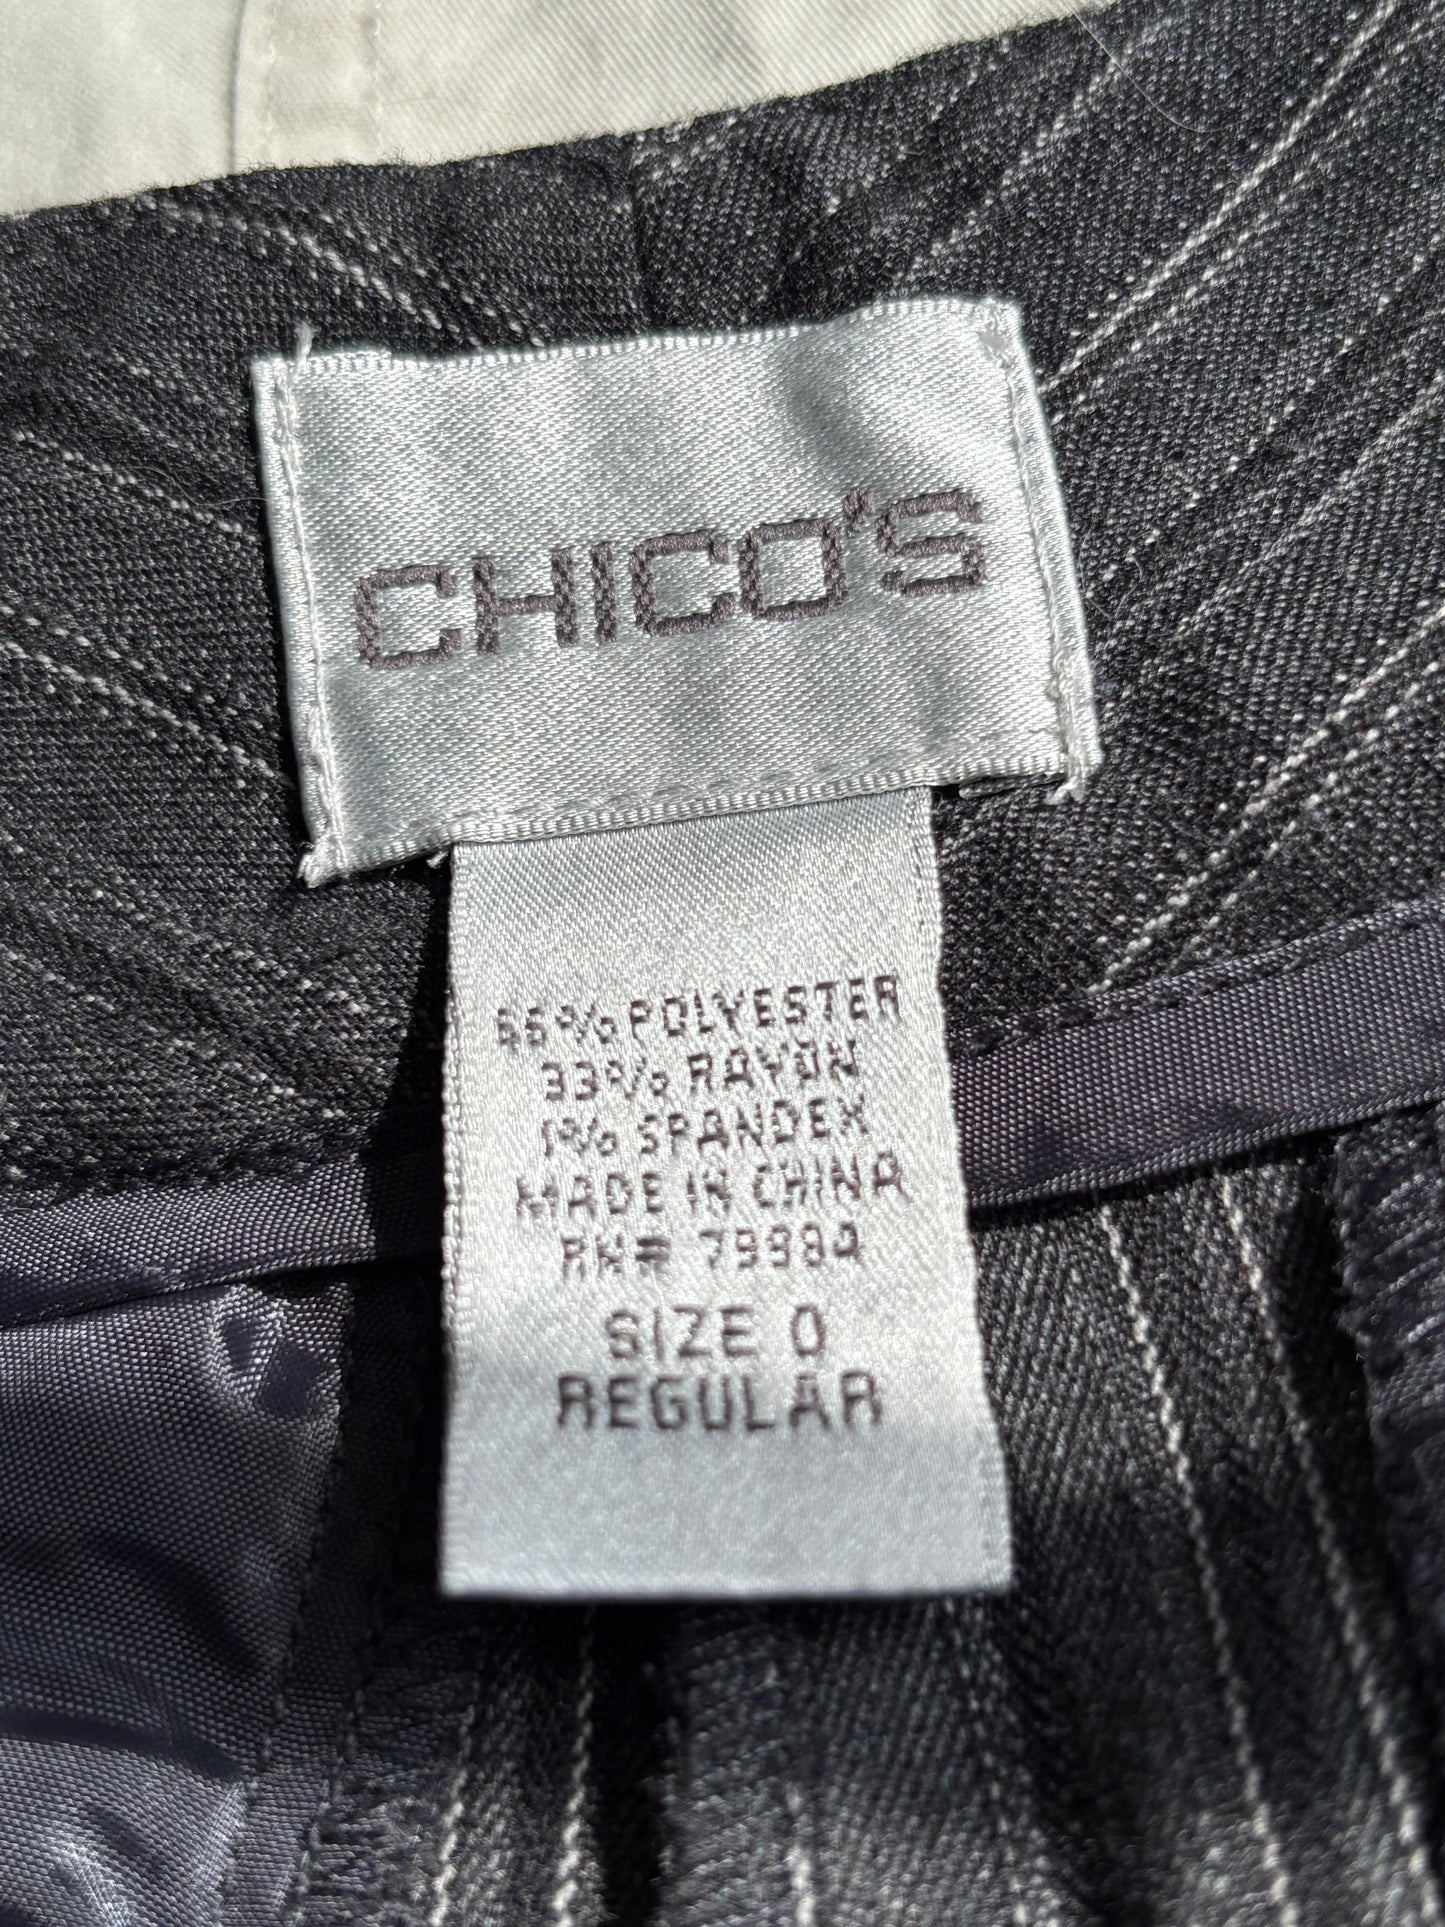 CHICO'S
66% POLYESTER
33% RAYON
1% SPANDEX
MADE IN CHINA
RN# 79984
SIZE 0
REGULAR